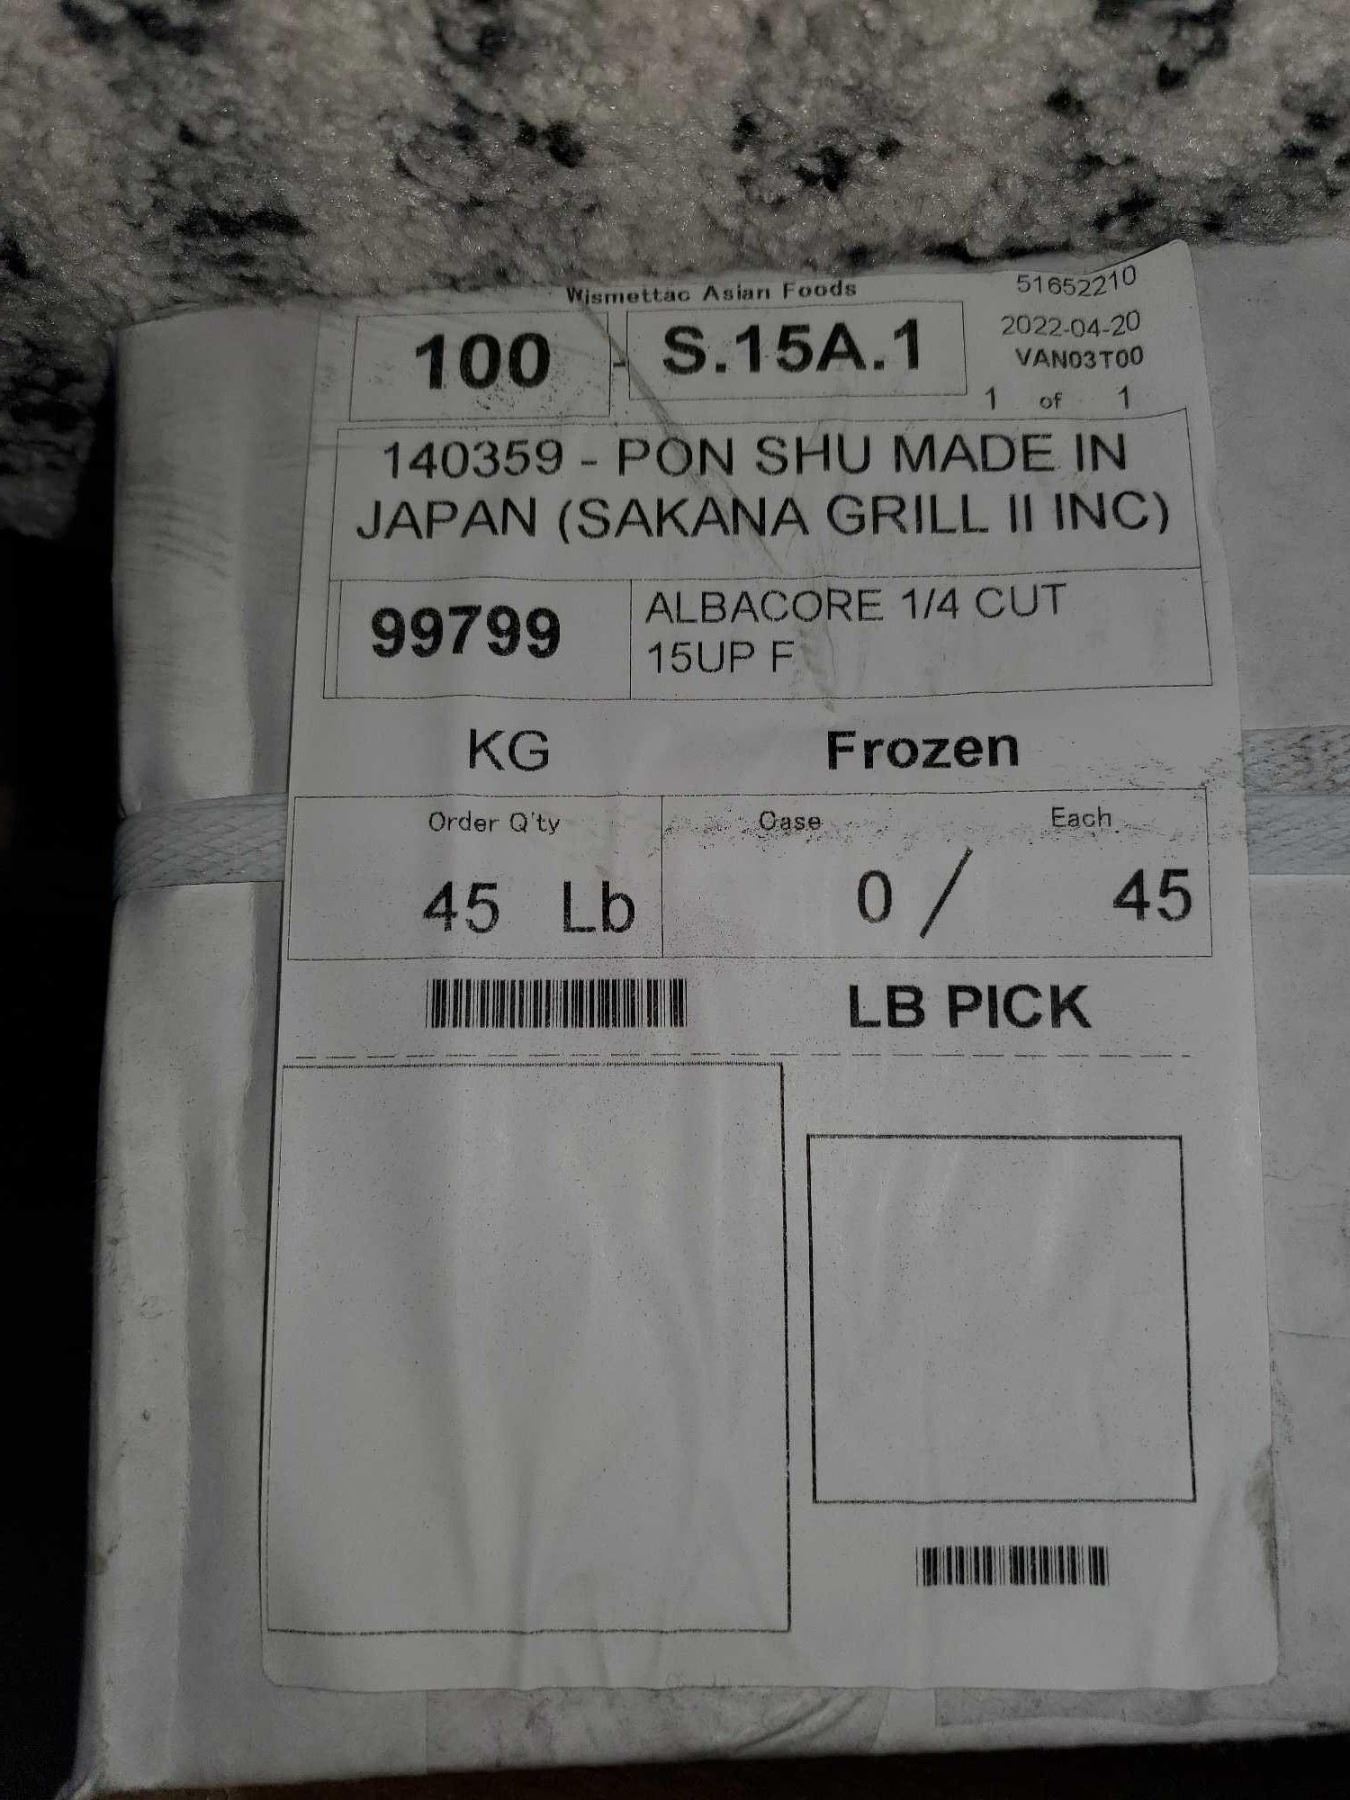 Wismettac Asian Foods
51652210
100 - S.15A.1
2022-04-20
VAN03T00
1 of 1
140359 - PON SHU MADE IN
JAPAN (SAKANA GRILL II INC)
99799
ALBACORE 1/4 CUT
15UP F
KG
Frozen
Order Q'ty
Case
Each
45 Lb
0 / 45
LB PICK